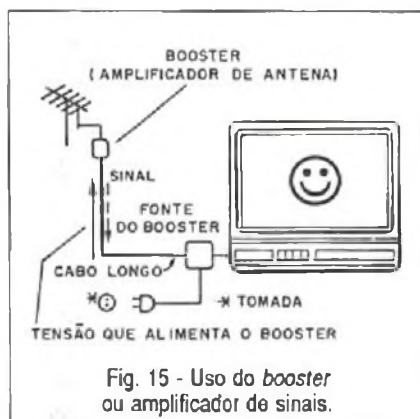 BOOSTER
(AMPLIFICADOR DE ANTENA)
SINAL
FONTE
DO BOOSTER
CABO LONGO
* TOMADA
TENSÃO QUE ALIMENTA O BOOSTER
Fig. 15 - Uso do booster
ou amplificador de sinais.